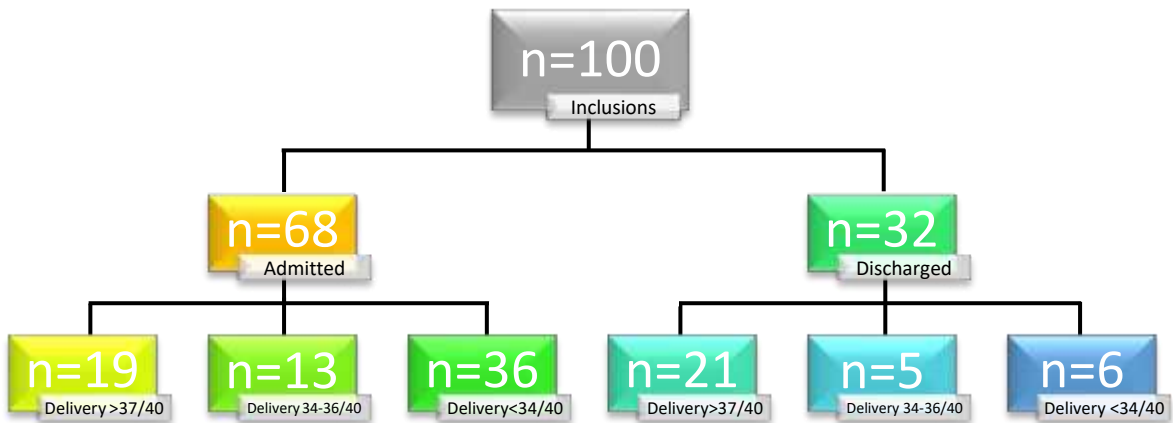 n=100
Inclusions
n=68
Admitted
n=32
Discharged
n=19
Delivery >37/40
n=13
Delivery 34-36/40
n=36
Delivery<34/40
n=21
Delivery>37/40
n=5
Delivery 34-36/40
n=6
Delivery <34/40